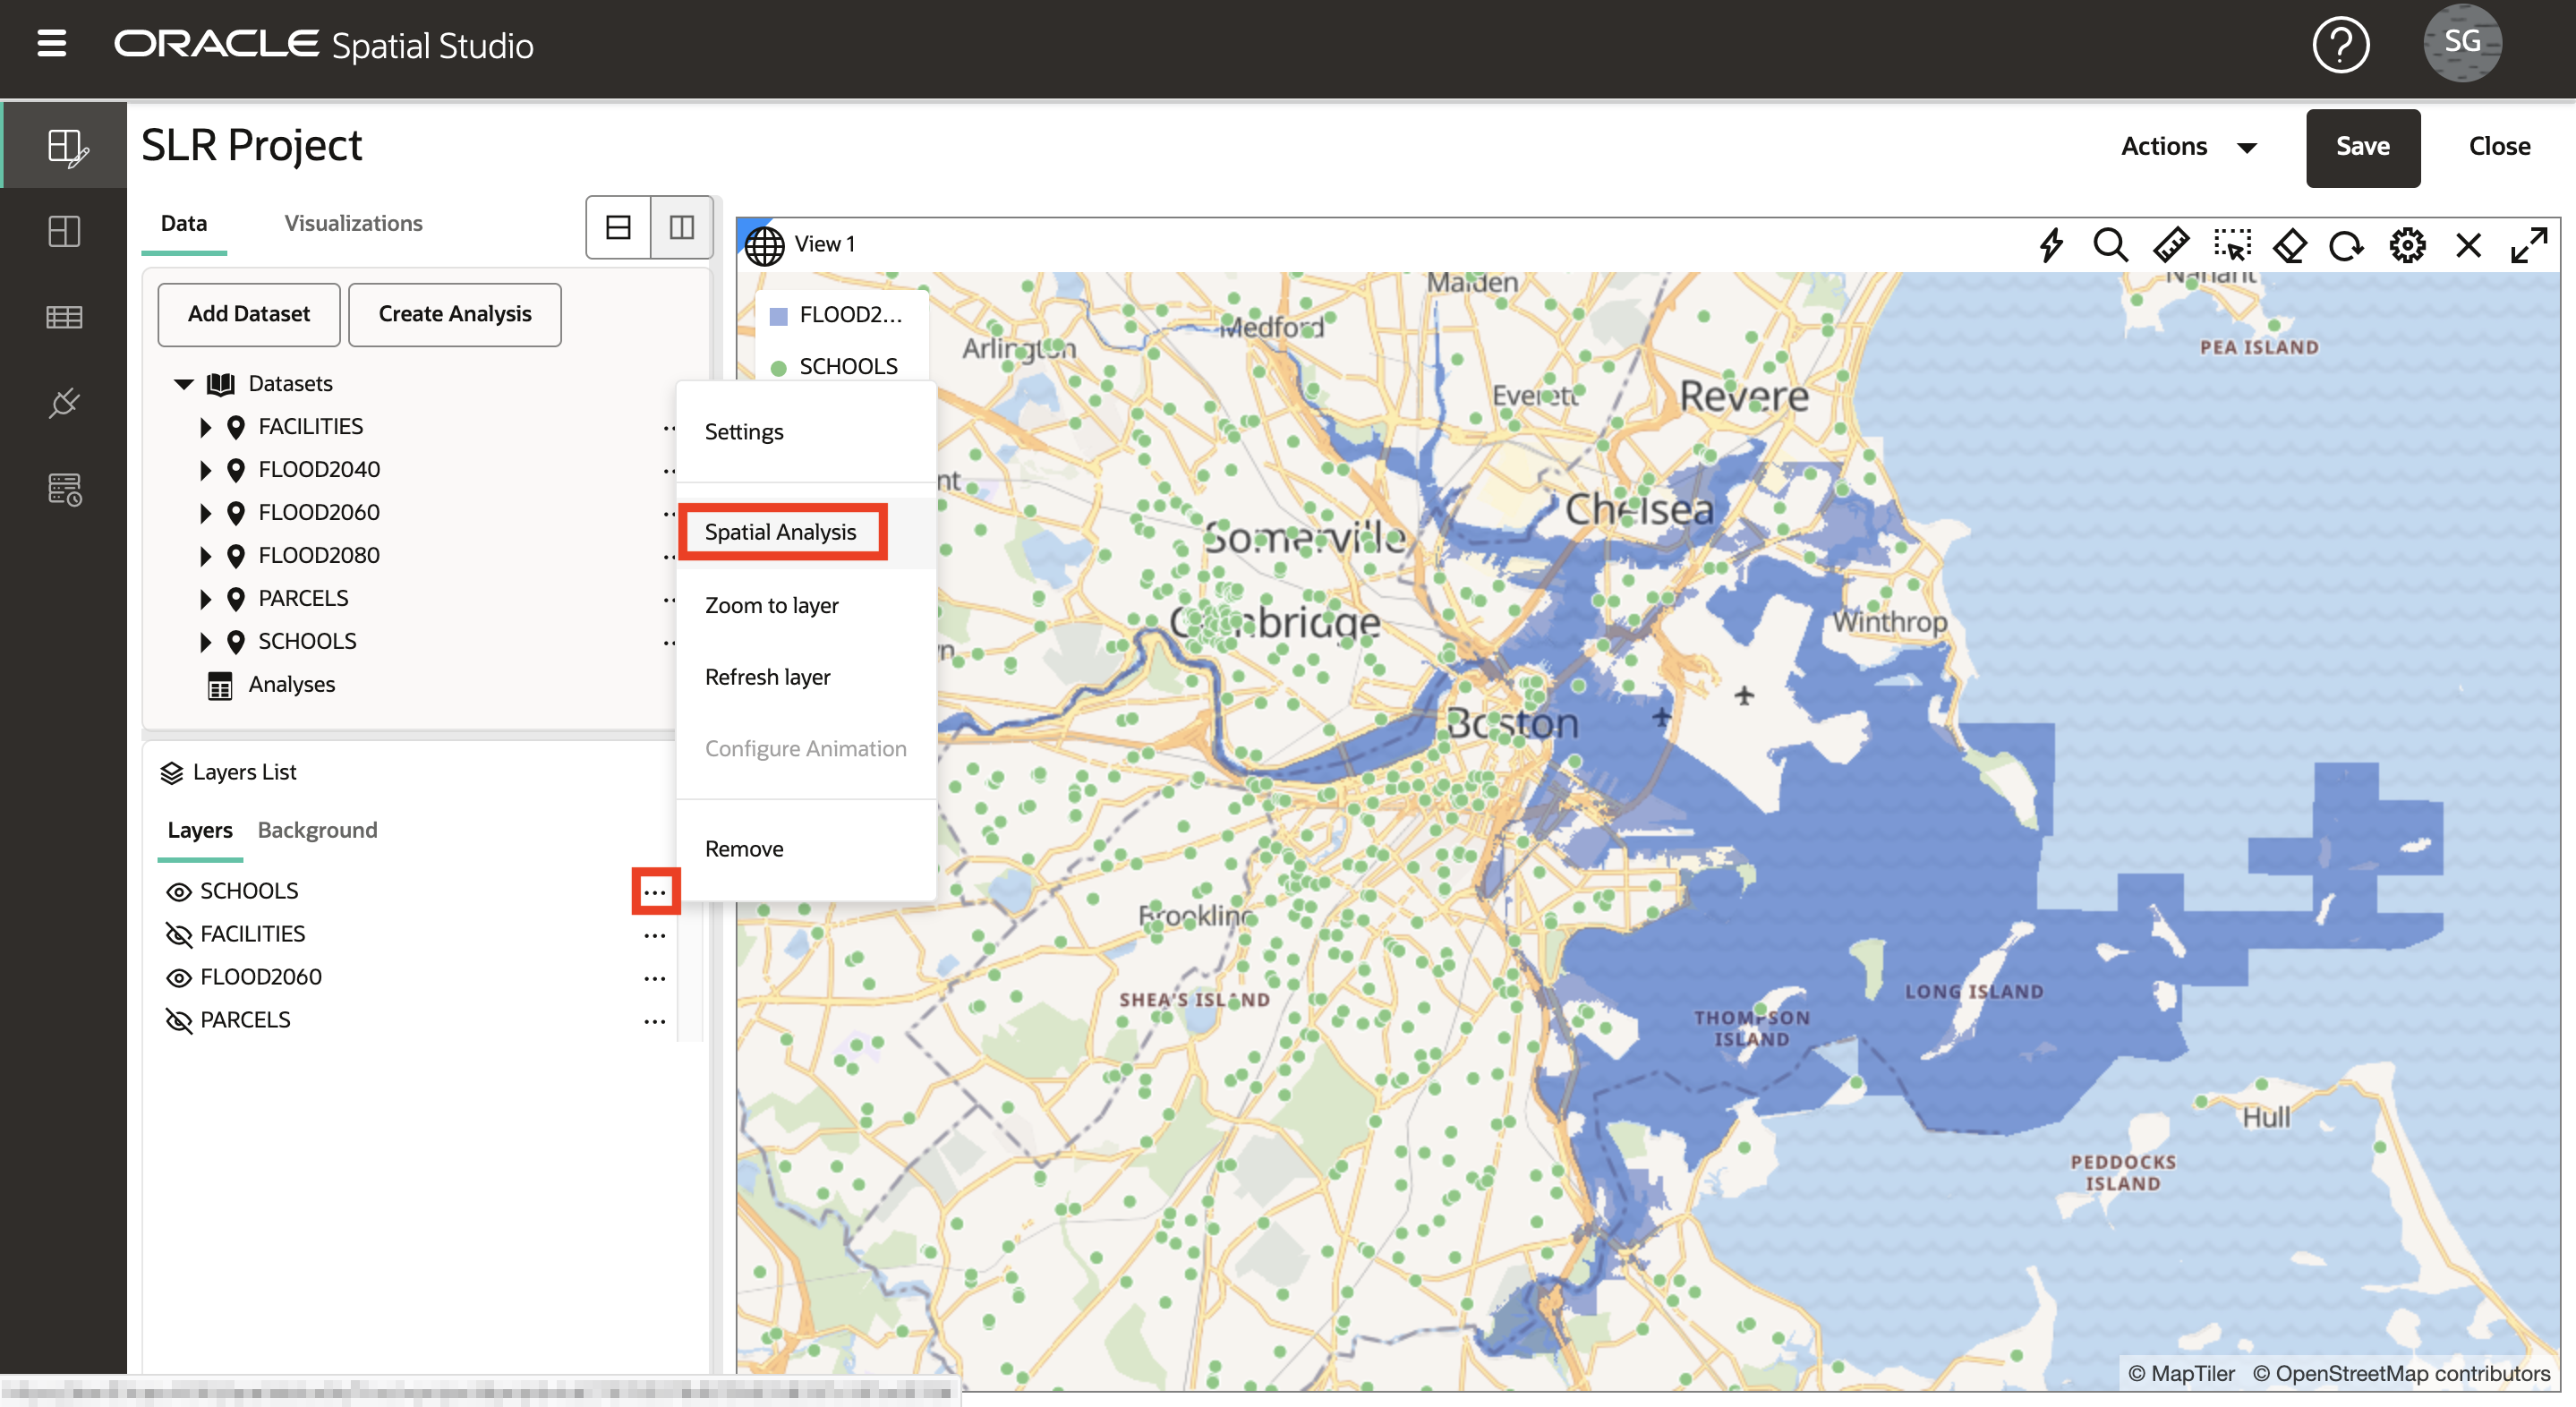 ORACLE Spatial Studio
SG
SLR Project
Actions
Save
Close
Data
Visualizations
View 1
Add Dataset
Create Analysis
Datasets
FACILITIES
FLOOD2040
FLOOD2060
FLOOD2080
PARCELS
SCHOOLS
Analyses
Layers List
Layers
Background
SCHOOLS
FACILITIES
FLOOD2060
PARCELS
Settings
Spatial Analysis
Zoom to layer
Refresh layer
Configure Animation
Remove
FLOOD2...
SCHOOLS
Malden
Medford
Arlington
Everett
Revere
Nahant
PEA ISLAND
Somerville
Chelsea
Cambridge
Winthrop
Boston
Brookline
SHEA'S ISLAND
THOMPSON
ISLAND
LONG ISLAND
Hull
PEDDOCKS
ISLAND
© MapTiler © OpenStreetMap contributors